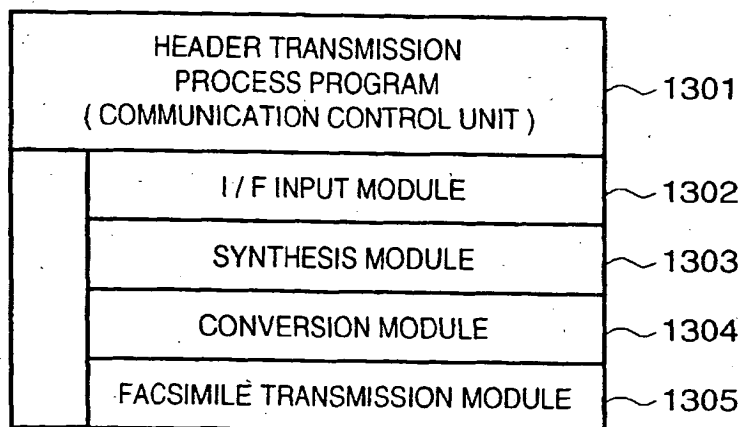 HEADER TRANSMISSION
PROCESS PROGRAM
( COMMUNICATION CONTROL UNIT )
1301
I / F INPUT MODULE
1302
SYNTHESIS MODULE
1303
CONVERSION MODULE
1304
FACSIMILE TRANSMISSION MODULE
1305